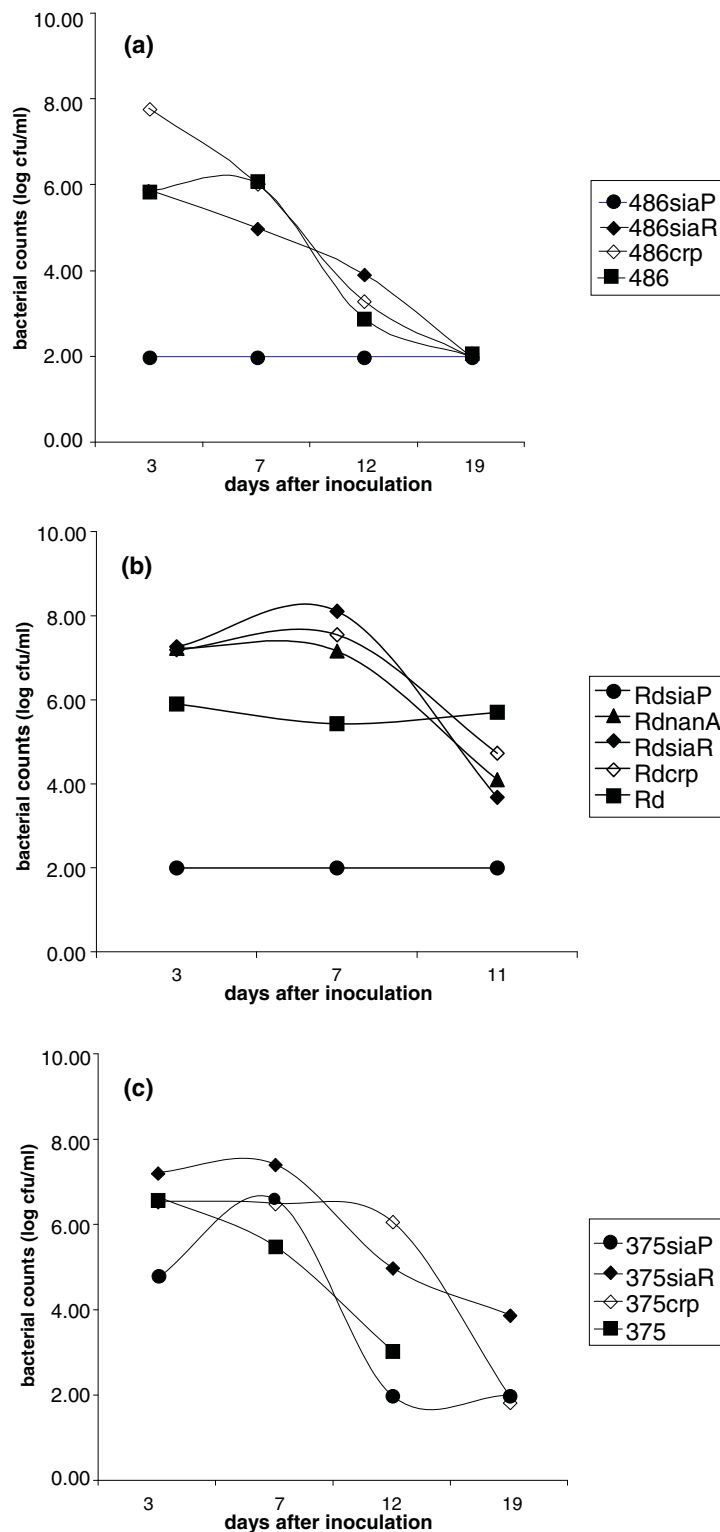 (a)
bacterial counts (log cfu/ml)
10.00
8.00
6.00
4.00
2.00
0.00
3 7 12 19
days after inoculation
486siaP
486siaR
486crp
486
(b)
bacterial counts (log cfu/ml)
10.00
8.00
6.00
4.00
2.00
0.00
3 7 11
days after inoculation
RdsiaP
RdnanA
RdsiaR
Rdcrp
Rd
(c)
bacterial counts (log cfu/ml)
10.00
8.00
6.00
4.00
2.00
0.00
3 7 12 19
days after inoculation
375siaP
375siaR
375crp
375